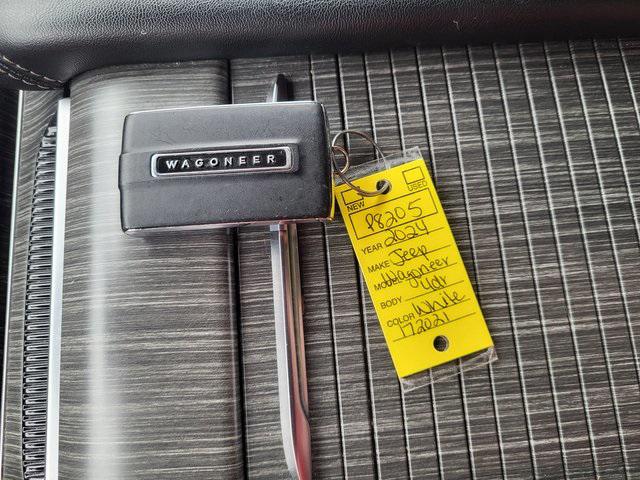 WAGONEER
NEW USED
P8205
YEAR 2024
MAKE Jeep
MODEL Wagoneer
BODY 4dr
COLOR White
172021